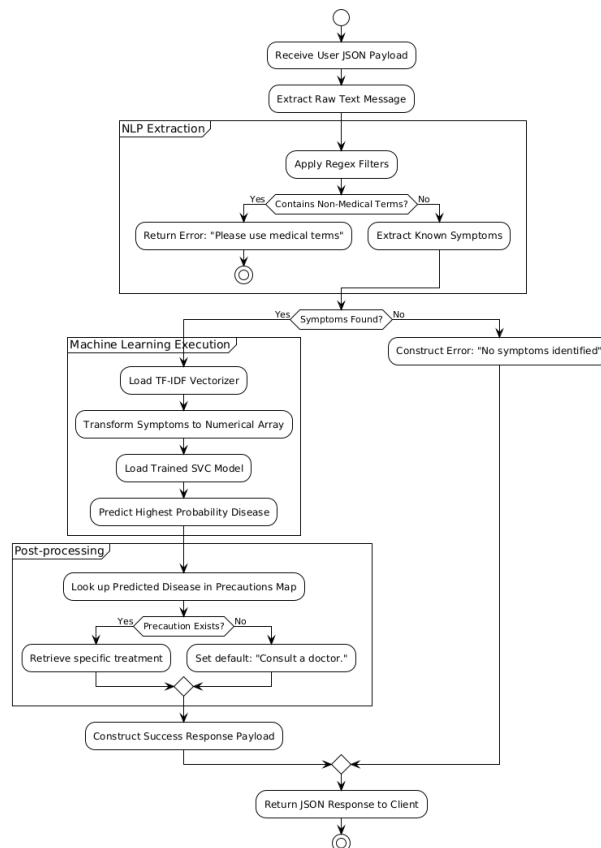 Receive User JSON Payload
Extract Raw Text Message
NLP Extraction
Apply Regex Filters
Yes
Contains Non-Medical Terms?
No
Return Error: "Please use medical terms"
Extract Known Symptoms
Yes
Symptoms Found?
No
Machine Learning Execution
Construct Error: "No symptoms identified"
Load TF-IDF Vectorizer
Transform Symptoms to Numerical Array
Load Trained SVC Model
Predict Highest Probability Disease
Post-processing
Look up Predicted Disease in Precautions Map
Yes
Precaution Exists?
No
Retrieve specific treatment
Set default: "Consult a doctor."
Construct Success Response Payload
Return JSON Response to Client